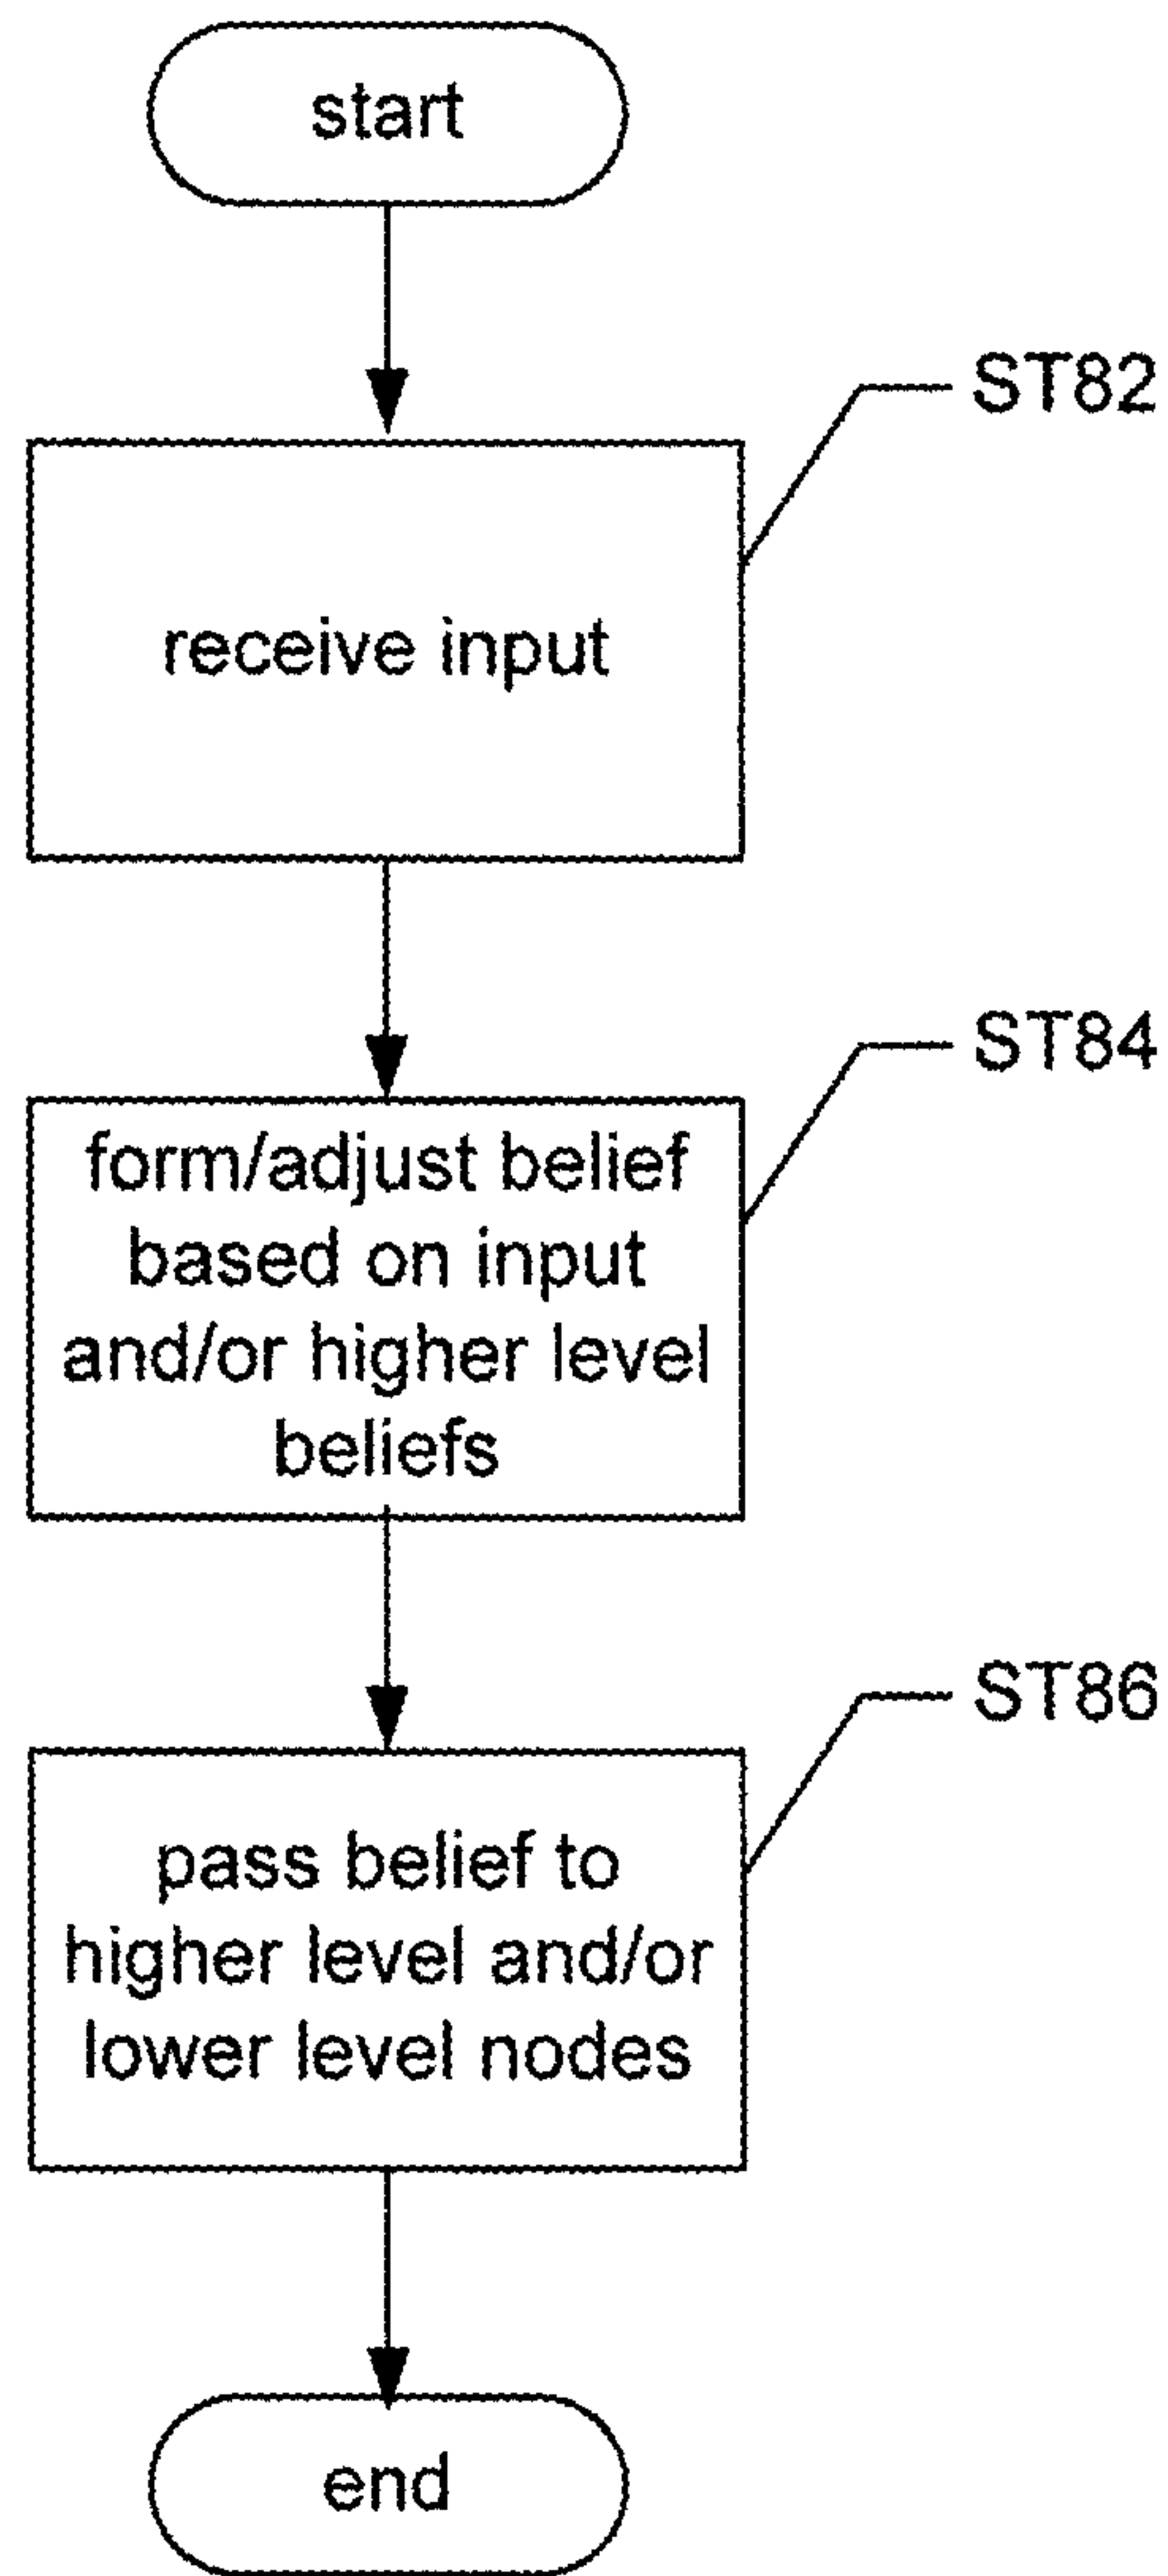 start
ST82
receive input
ST84
form/adjust belief
based on input
and/or higher level
beliefs
ST86
pass belief to
higher level and/or
lower level nodes
end